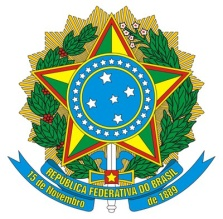 REPÚBLICA FEDERATIVA DO BRASIL
15 de Novembro
de 1889